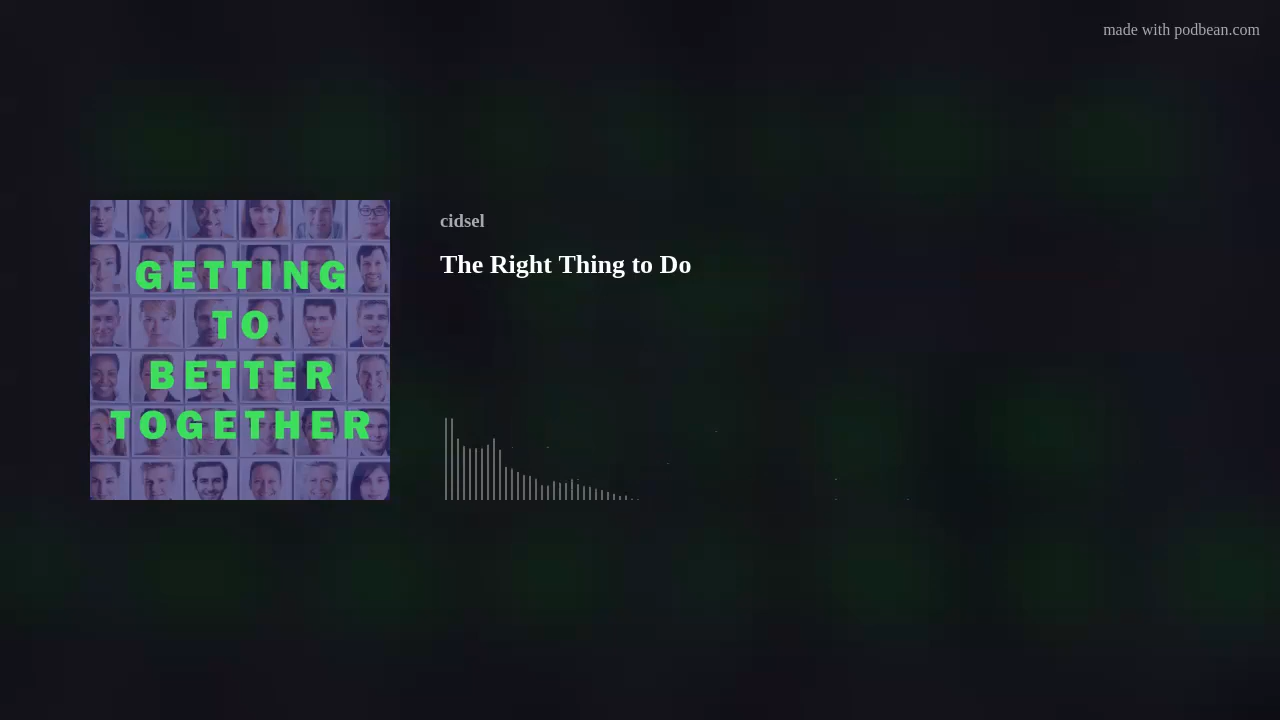 made with podbean.com
GETTING
TO
BETTER
TOGETHER
cidsel
The Right Thing to Do